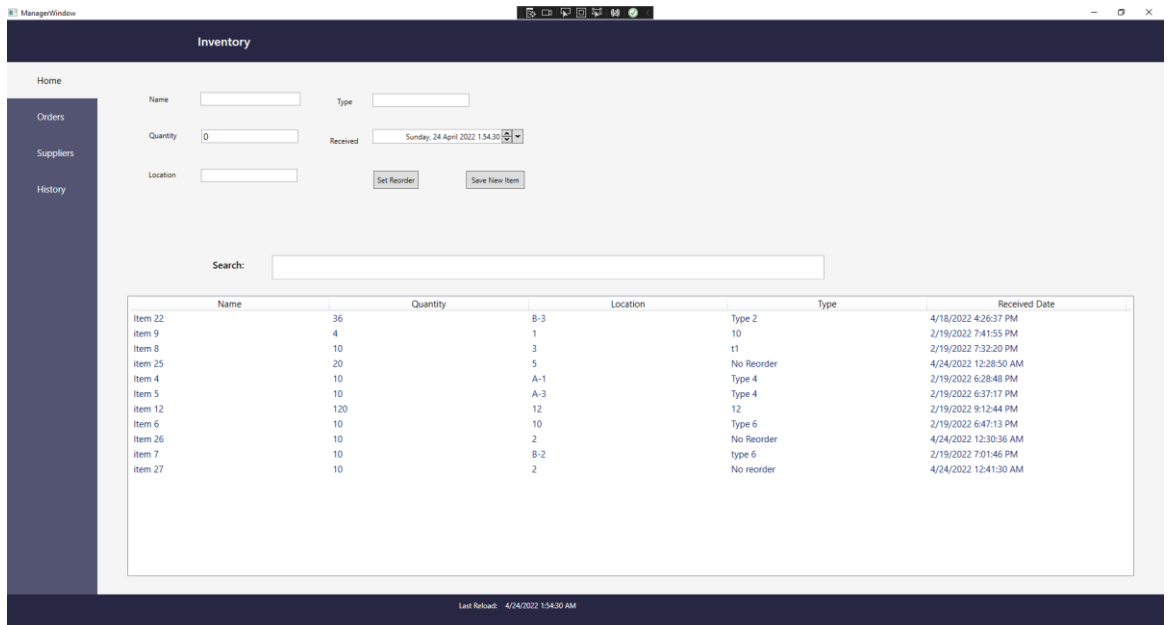 ManagerWindow
Inventory
Home
Orders
Suppliers
History
Name
Type
Quantity 0
Received Sunday, 24 April 2022 1.54.30
Location
Set Reorder Save New Item
Search:
Name Quantity Location Type Received Date
Item 22 36 B-3 Type 2 4/18/2022 4:26:37 PM
item 9 4 1 10 2/19/2022 7:41:55 PM
Item 8 10 3 t1 2/19/2022 7:32:20 PM
item 25 20 5 No Reorder 4/24/2022 12:28:50 AM
Item 4 10 A-1 Type 4 2/19/2022 6:28:48 PM
Item 5 10 A-3 Type 4 2/19/2022 6:37:17 PM
item 12 120 12 12 2/19/2022 9:12:44 PM
Item 6 10 10 Type 6 2/19/2022 6:47:13 PM
Item 26 10 2 No Reorder 4/24/2022 12:30:36 AM
item 7 10 B-2 type 6 2/19/2022 7:01:46 PM
item 27 10 2 No reorder 4/24/2022 12:41:30 AM
Last Reload: 4/24/2022 1:54:30 AM